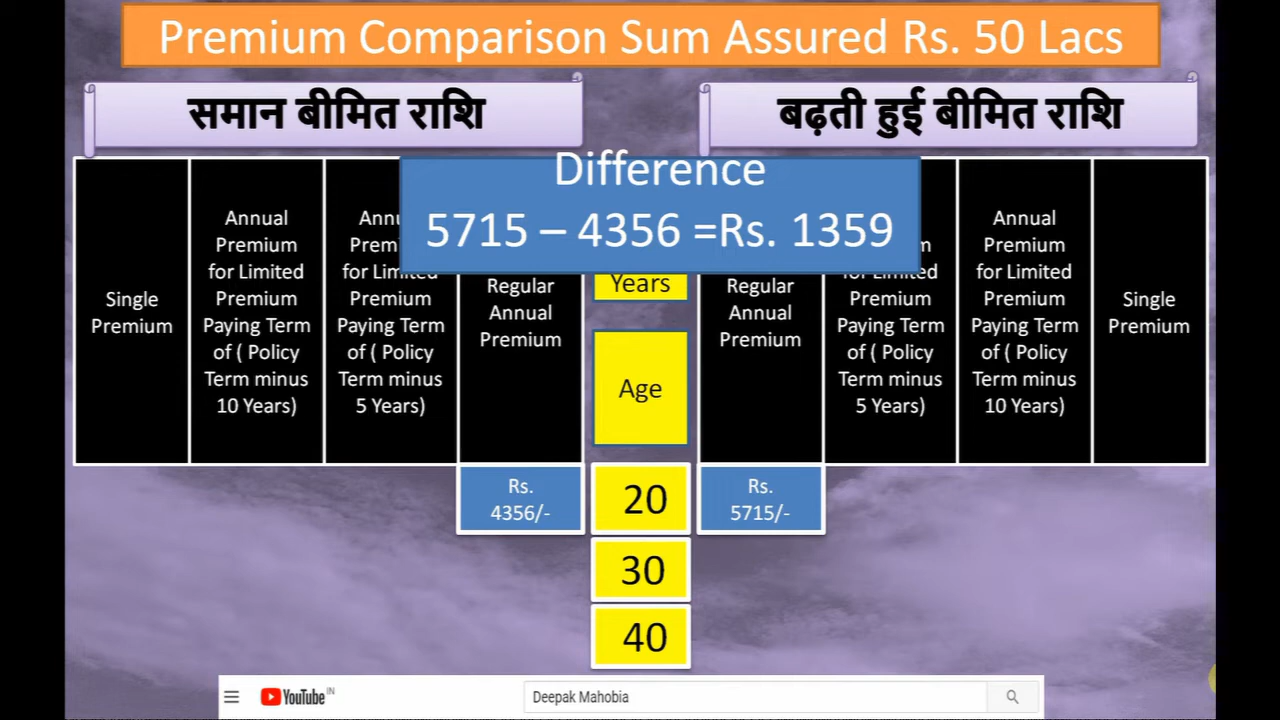 Premium Comparison Sum Assured Rs. 50 Lacs
समान बीमित राशि
बढ़ती हुई बीमित राशि
Difference
5715 – 4356 =Rs. 1359
Single
Premium
Annual
Premium
for Limited
Premium
Paying Term
of ( Policy
Term minus
10 Years)
Premium
Paying Term
of ( Policy
Term minus
5 Years)
Regular
Annual
Premium
Years
Age
Regular
Annual
Premium
Premium
Paying Term
of ( Policy
Term minus
5 Years)
Annual
Premium
for Limited
Premium
Paying Term
of ( Policy
Term minus
10 Years)
Single
Premium
Rs.
4356/-
20
Rs.
5715/-
30
40
YouTube IN
Deepak Mahobia